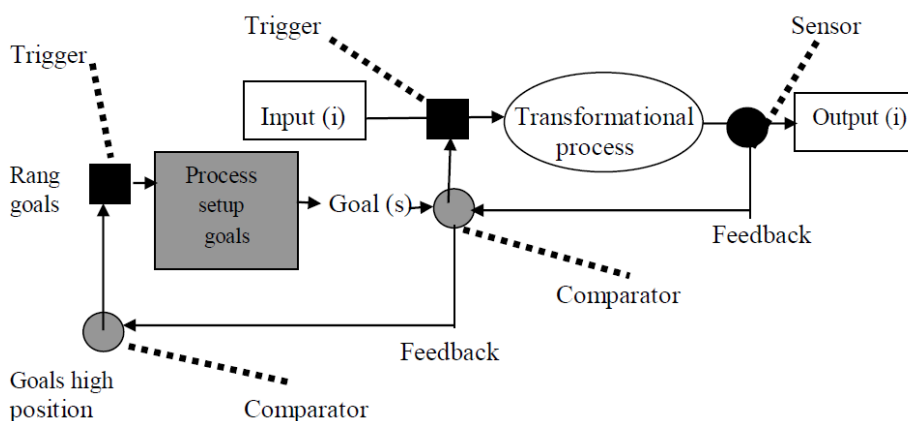 Trigger
Trigger
Sensor
Input (i)
Transformational
process
Output (i)
Rang
goals
Process
setup
goals
Goal (s)
Feedback
Comparator
Feedback
Goals high
position
Comparator